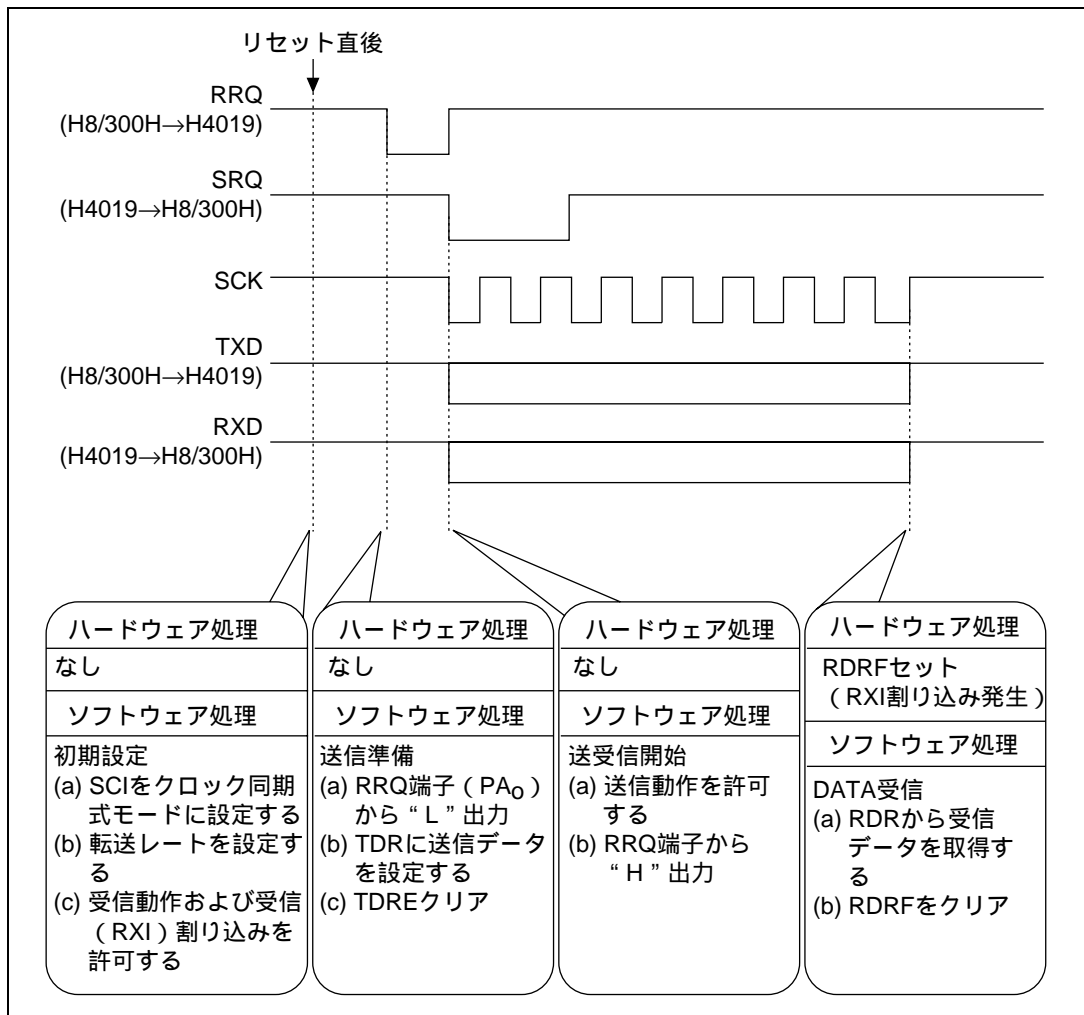 リセット直後
RRQ
(H8/300H→H4019)
SRQ
(H4019→H8/300H)
SCK
TXD
(H8/300H→H4019)
RXD
(H4019→H8/300H)
ハードウェア処理
なし
ソフトウェア処理
初期設定
(a) SCIをクロック同期
式モードに設定する
(b) 転送レートを設定す
る
(c) 受信動作および受信
（RXI）割り込みを
許可する
ハードウェア処理
なし
ソフトウェア処理
送信準備
(a) RRQ端子（PA0）
から“L”出力
(b) TDRに送信データ
を設定する
(c) TDREクリア
ハードウェア処理
なし
ソフトウェア処理
送受信開始
(a) 送信動作を許可
する
(b) RRQ端子から
“H”出力
ハードウェア処理
RDRFセット
（RXI割り込み発生）
ソフトウェア処理
DATA受信
(a) RDRから受信
データを取得す
る
(b) RDRFをクリア